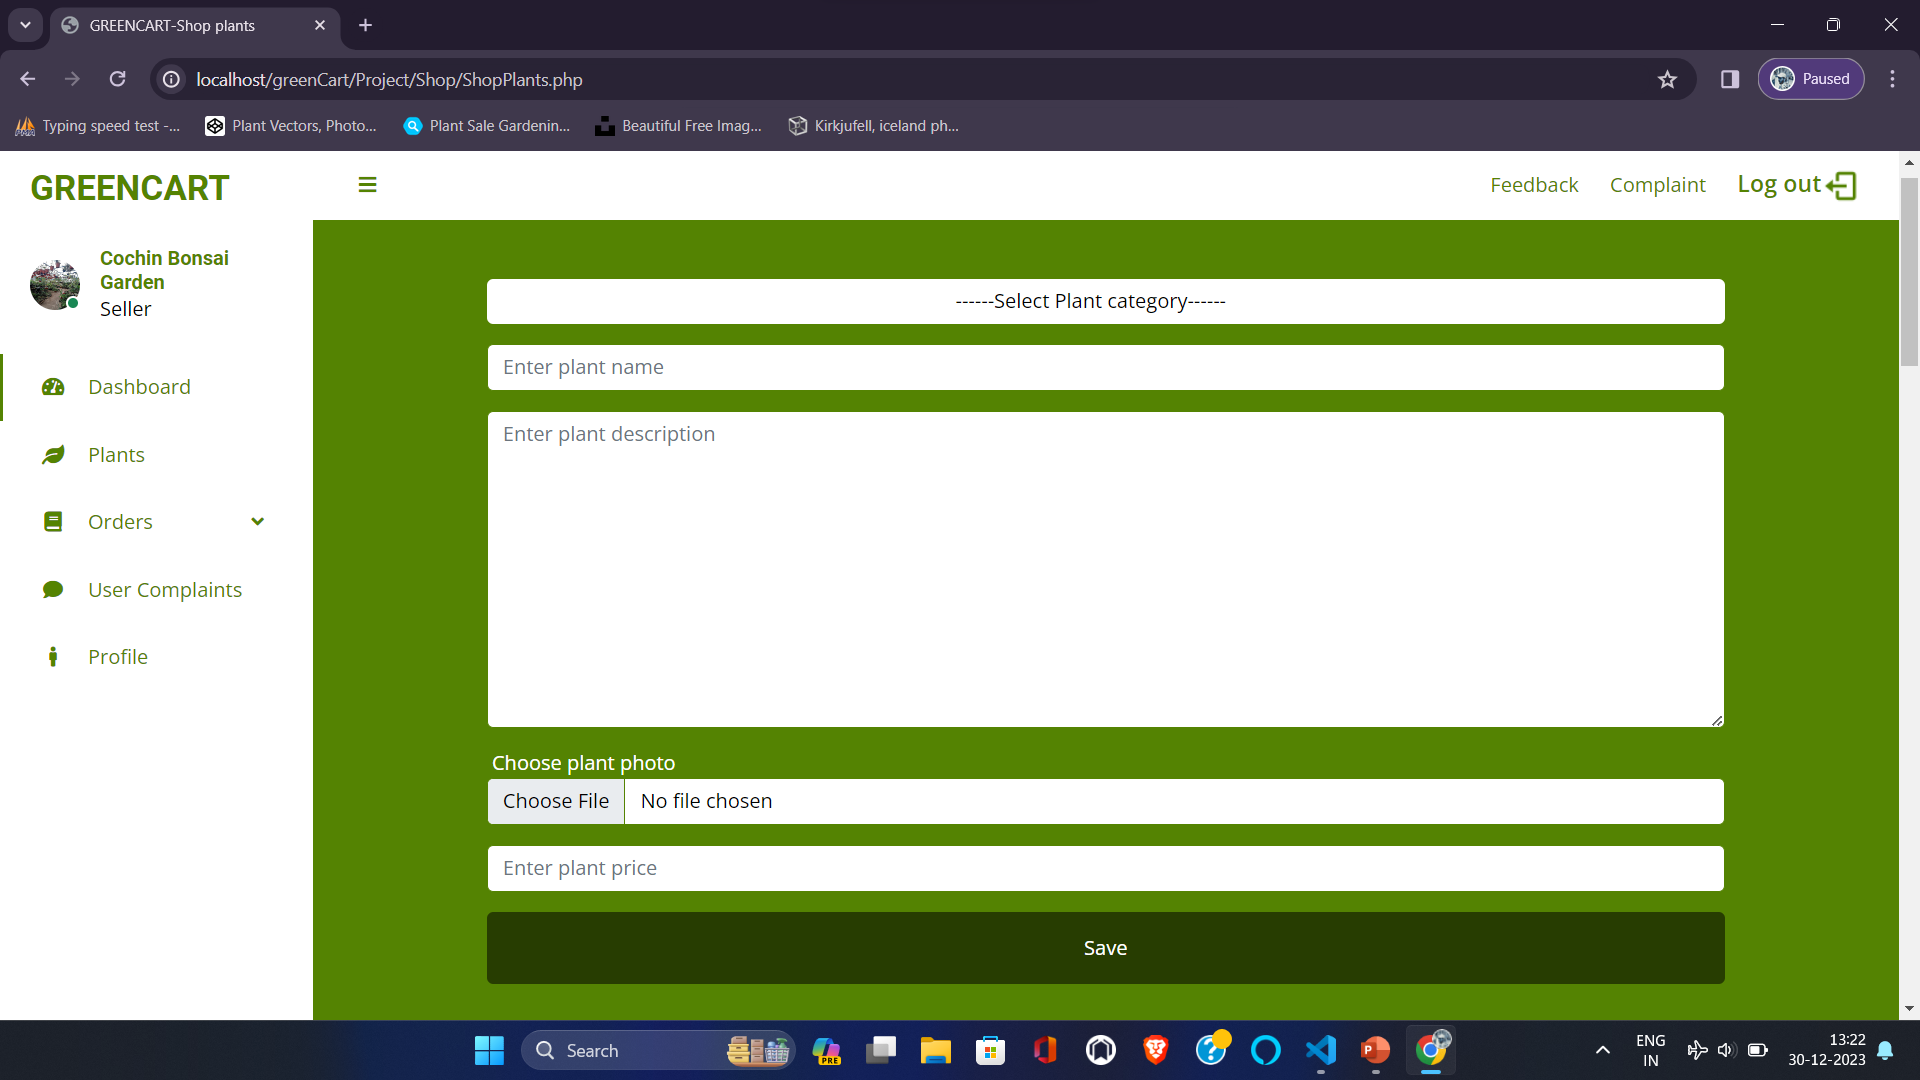 GREENCART-Shop plants
localhost/greenCart/Project/Shop/ShopPlants.php
Paused
Typing speed test -...
Plant Vectors, Photo...
Plant Sale Gardenin...
Beautiful Free Imag...
Kirkjufell, iceland ph...
GREENCART
Feedback
Complaint
Log out
Cochin Bonsai
Garden
Seller
Dashboard
Plants
Orders
User Complaints
Profile
------Select Plant category------
Enter plant name
Enter plant description
Choose plant photo
Choose File
No file chosen
Enter plant price
Save
Search
PRE
ENG
IN
13:22
30-12-2023